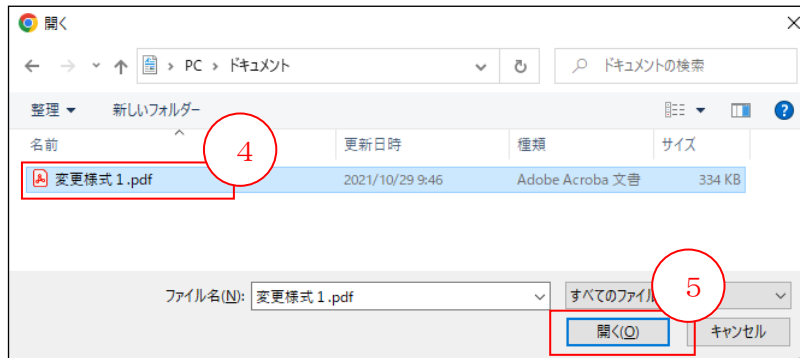 開く
PC › ドキュメント
ドキュメントの検索
整理 新しいフォルダー
名前 更新日時 種類 サイズ
4
変更様式１.pdf 2021/10/29 9:46 Adobe Acroba 文書 334 KB
ファイル名(N): 変更様式１.pdf すべてのファイル
5
開く(O) キャンセル